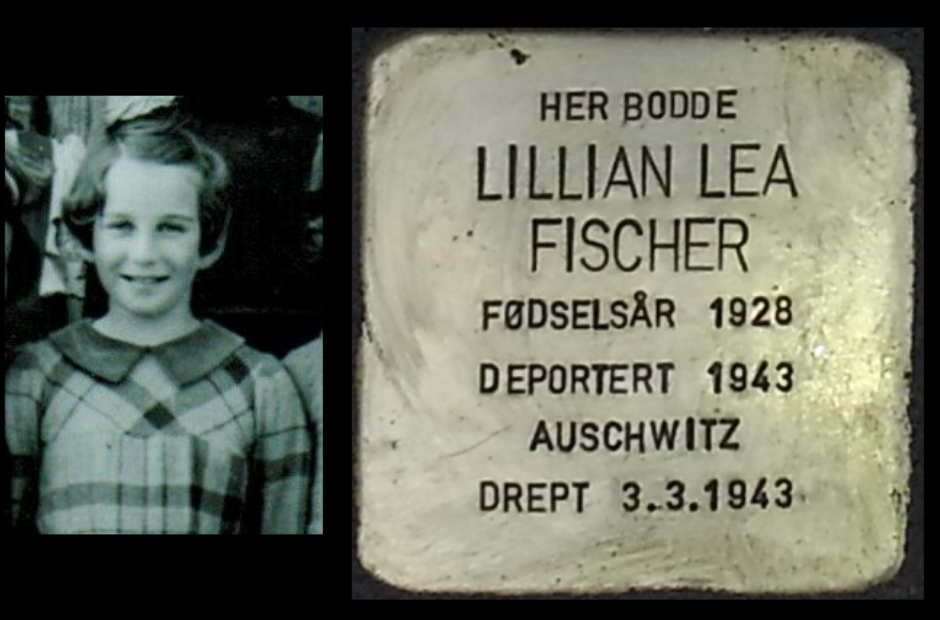 HER BODDE
LILLIAN LEA
FISCHER
FØDSELSÅR 1928
DEPORTERT 1943
AUSCHWITZ
DREPT 3.3.1943